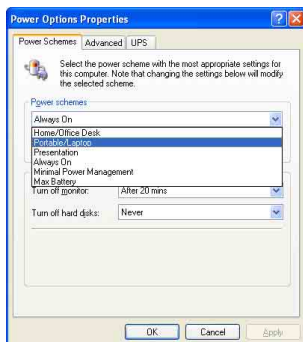 Power Options Properties
Power Schemes Advanced UPS
Select the power scheme with the most appropriate settings for
this computer. Note that changing the settings below will modify
the selected scheme.
Power schemes
Always On
Home/Office Desk
Portable/Laptop
Presentation
Always On
Minimal Power Management
Max Battery
Turn off monitor: After 20 mins
Turn off hard disks: Never
OK Cancel Apply